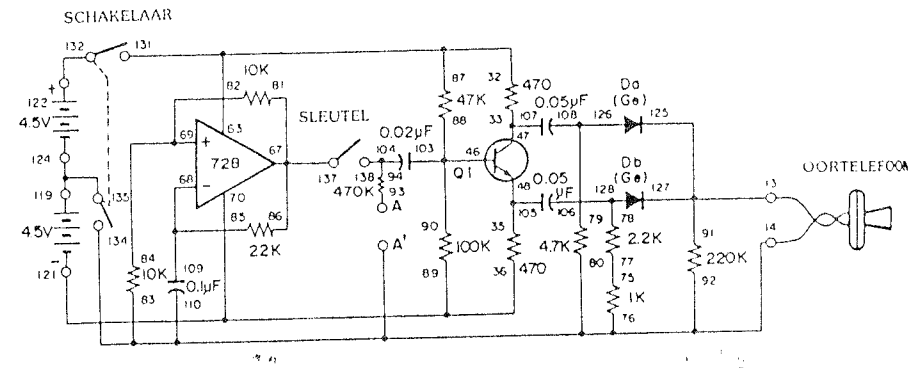 SCHAKELAAR
132 131
+
122
4.5V
124
119
4.5V
-
121
135
134
10K
82 81
69
+
63
72B
67
68
-
70
85 86
22K
84
10K
83
109
0.1µF
110
SLEUTEL
137
138
0.02µF
104 103
94
470K
93
A
A'
87
47K
88
90
100K
89
32
470
33
46
47
Q1
48
0.05µF
107 108
0.05
µF
105 106
35
36
470
126
Da
(Ge)
125
128
Db
(Ge)
127
79
4.7K
80
78
2.2K
77
75
1K
76
91
220K
92
13
14
OORTELEFOON